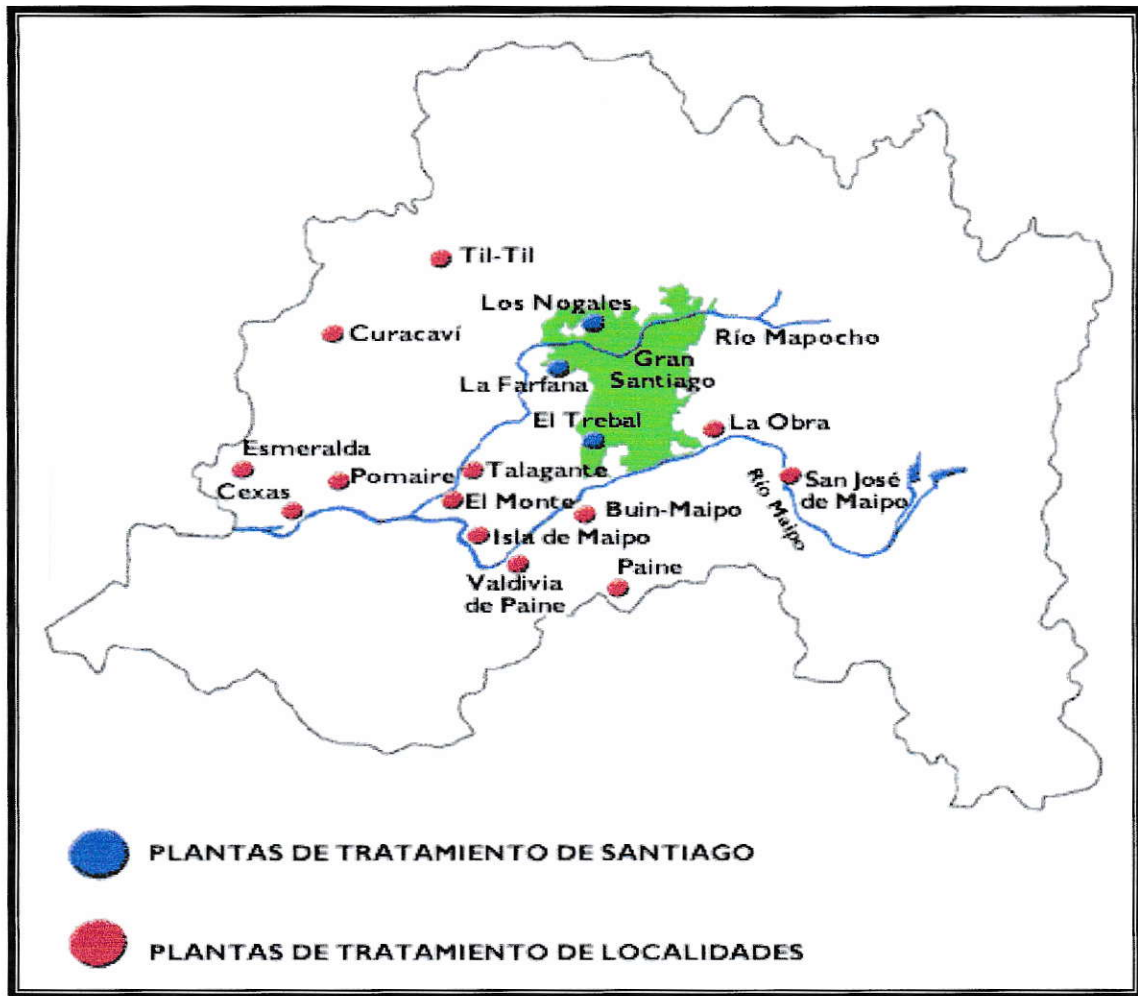 Til-Til
Los Nogales
Curacaví
Río Mapocho
Gran
Santiago
La Farfana
El Trebal
La Obra
Esmeralda
Pomaire
Talagante
San José
de Maipo
Río Maipo
Cexas
El Monte
Buin-Maipo
Isla de Maipo
Valdivia
de Paine
Paine
PLANTAS DE TRATAMIENTO DE SANTIAGO
PLANTAS DE TRATAMIENTO DE LOCALIDADES